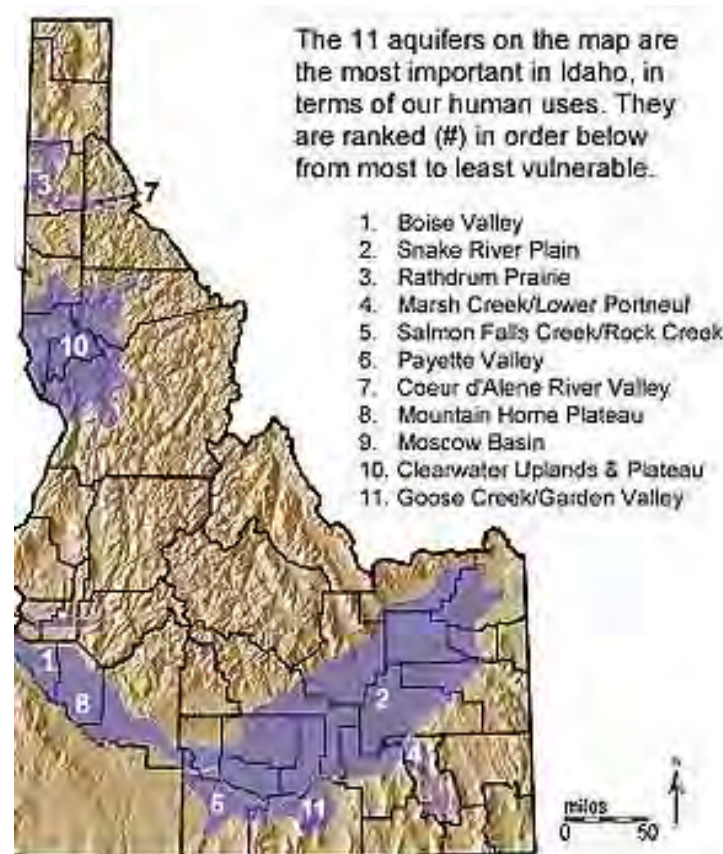 The 11 aquifers on the map are
the most important in Idaho, in
terms of our human uses. They
are ranked (#) in order below
from most to least vulnerable.
1. Boise Valley
2. Snake River Plain
3. Rathdrum Prairie
4. Marsh Creek/Lower Portneuf
5. Salmon Falls Creek/Rock Creek
6. Payette Valley
7. Coeur d'Alene River Valley
8. Mountain Home Plateau
9. Moscow Basin
10. Clearwater Uplands & Plateau
11. Goose Creek/Garden Valley
3
7
10
1
8
2
4
5
11
miles
0 50
N